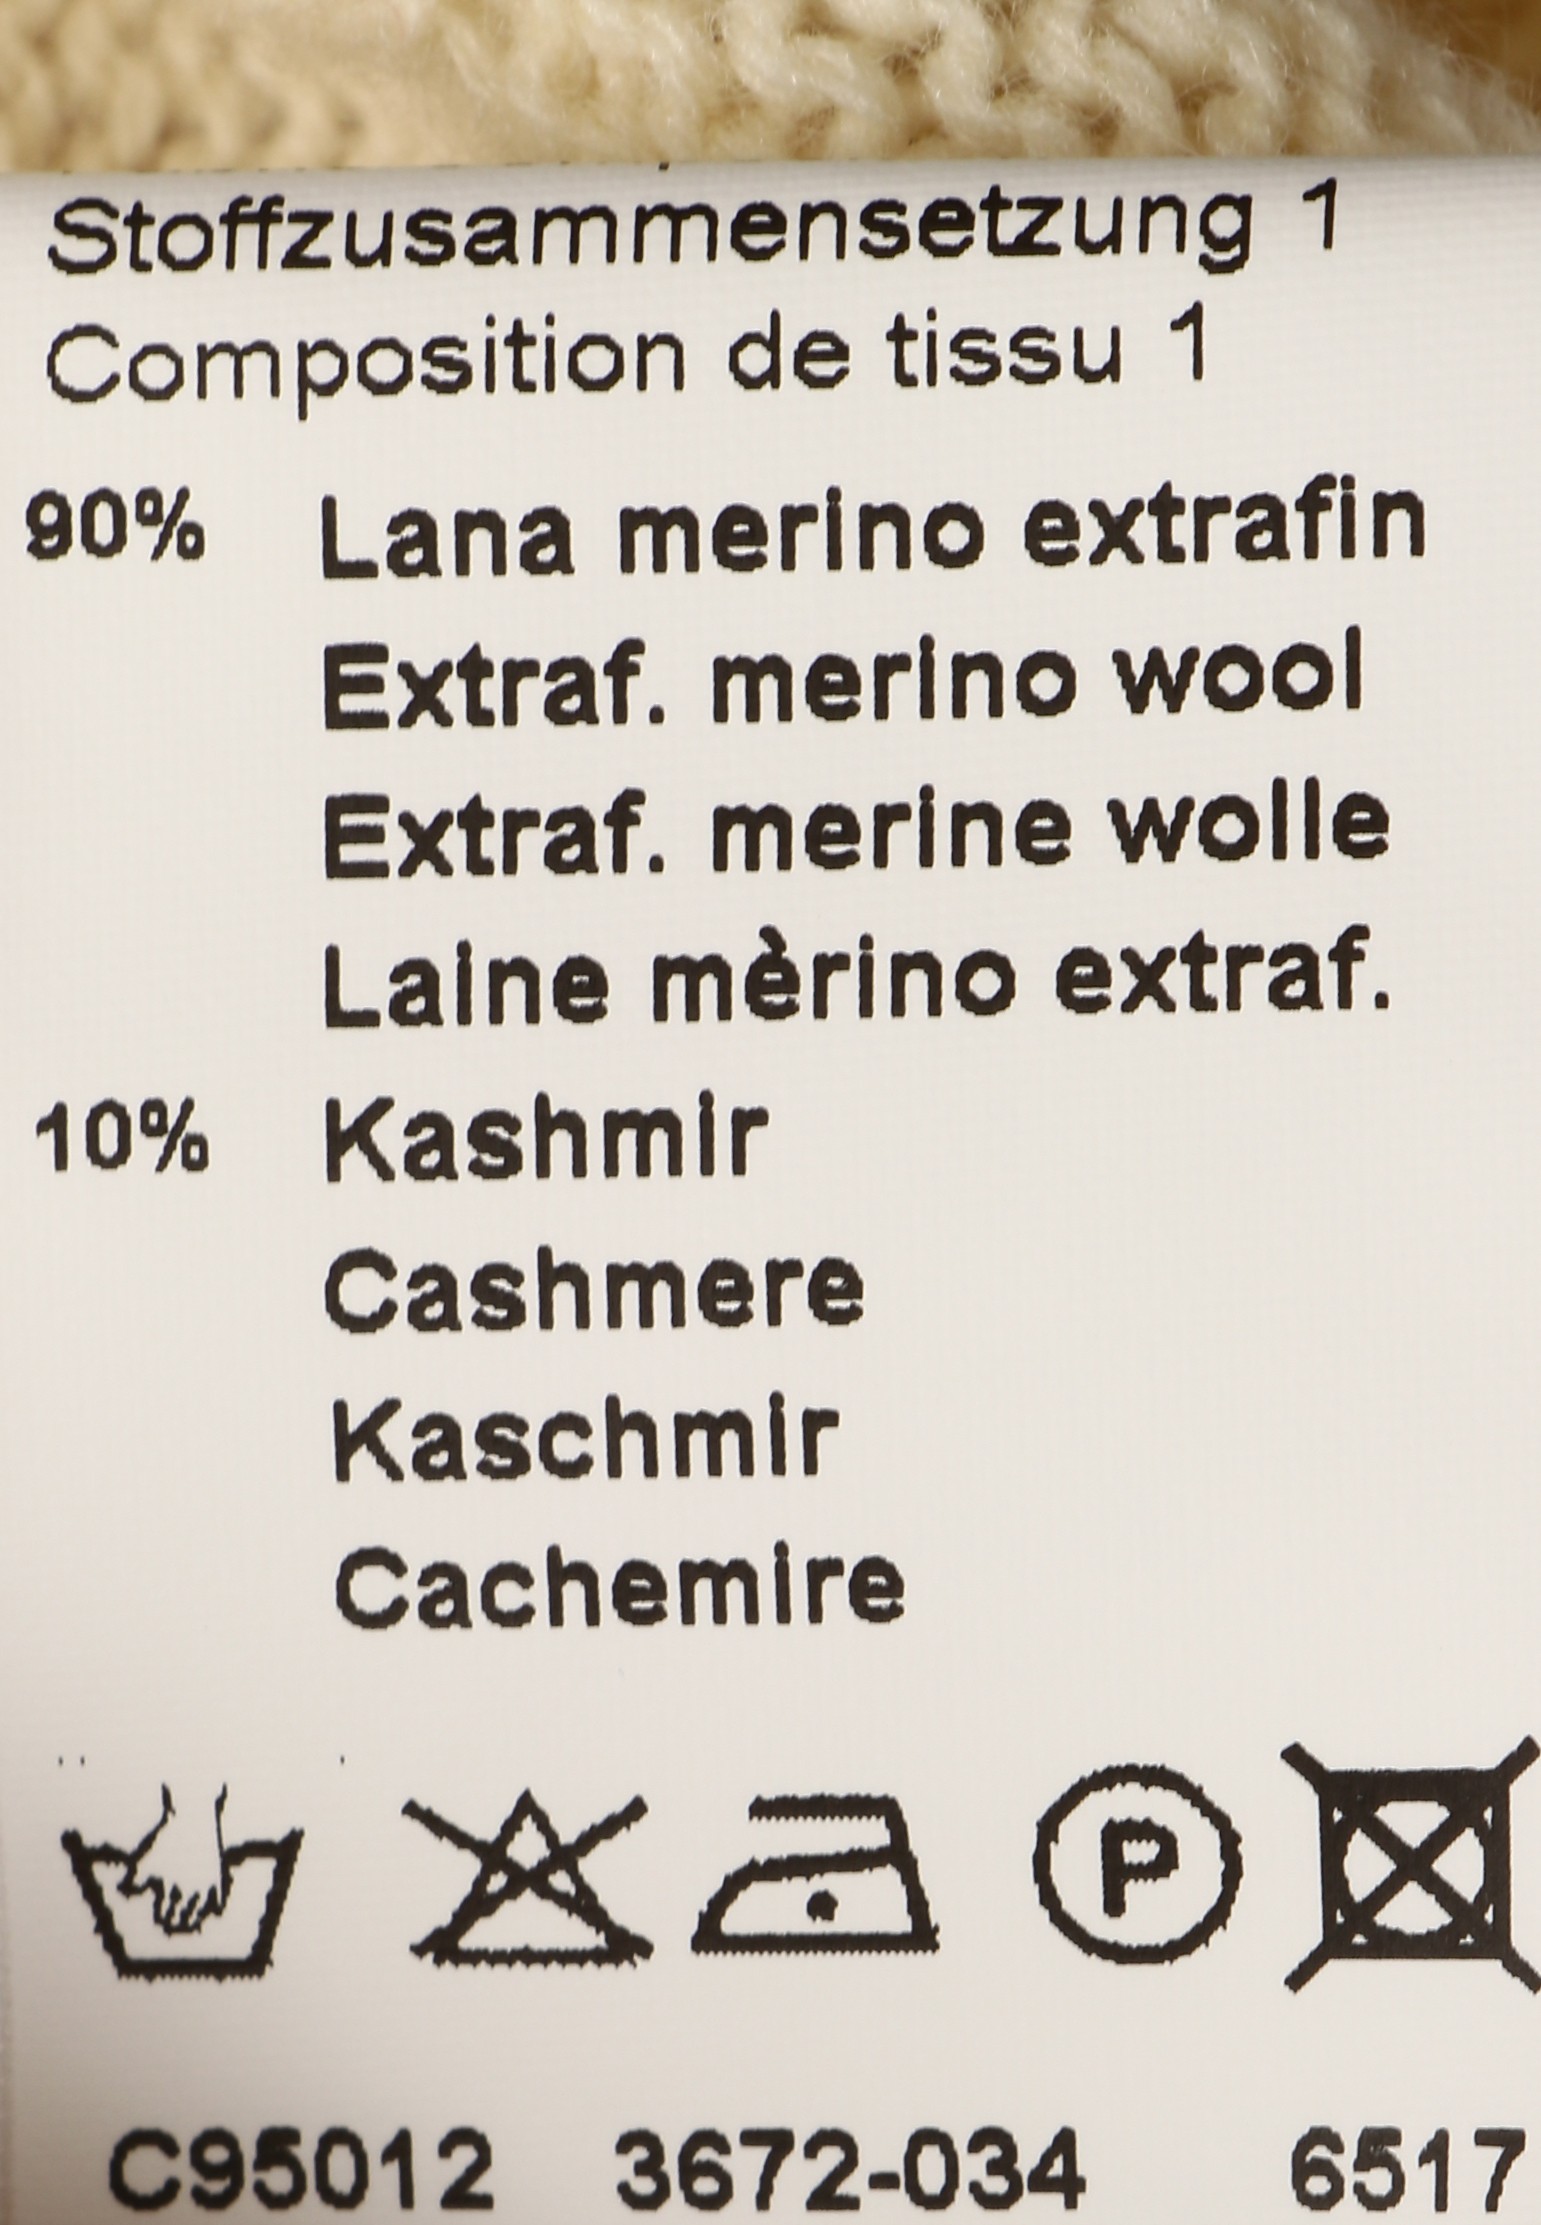 Stoffzusammensetzung 1
Composition de tissu 1
90% Lana merino extrafin
Extraf. merino wool
Extraf. merine wolle
Laine mèrino extraf.
10% Kashmir
Cashmere
Kaschmir
Cachemire
P
C95012 3672-034 6517